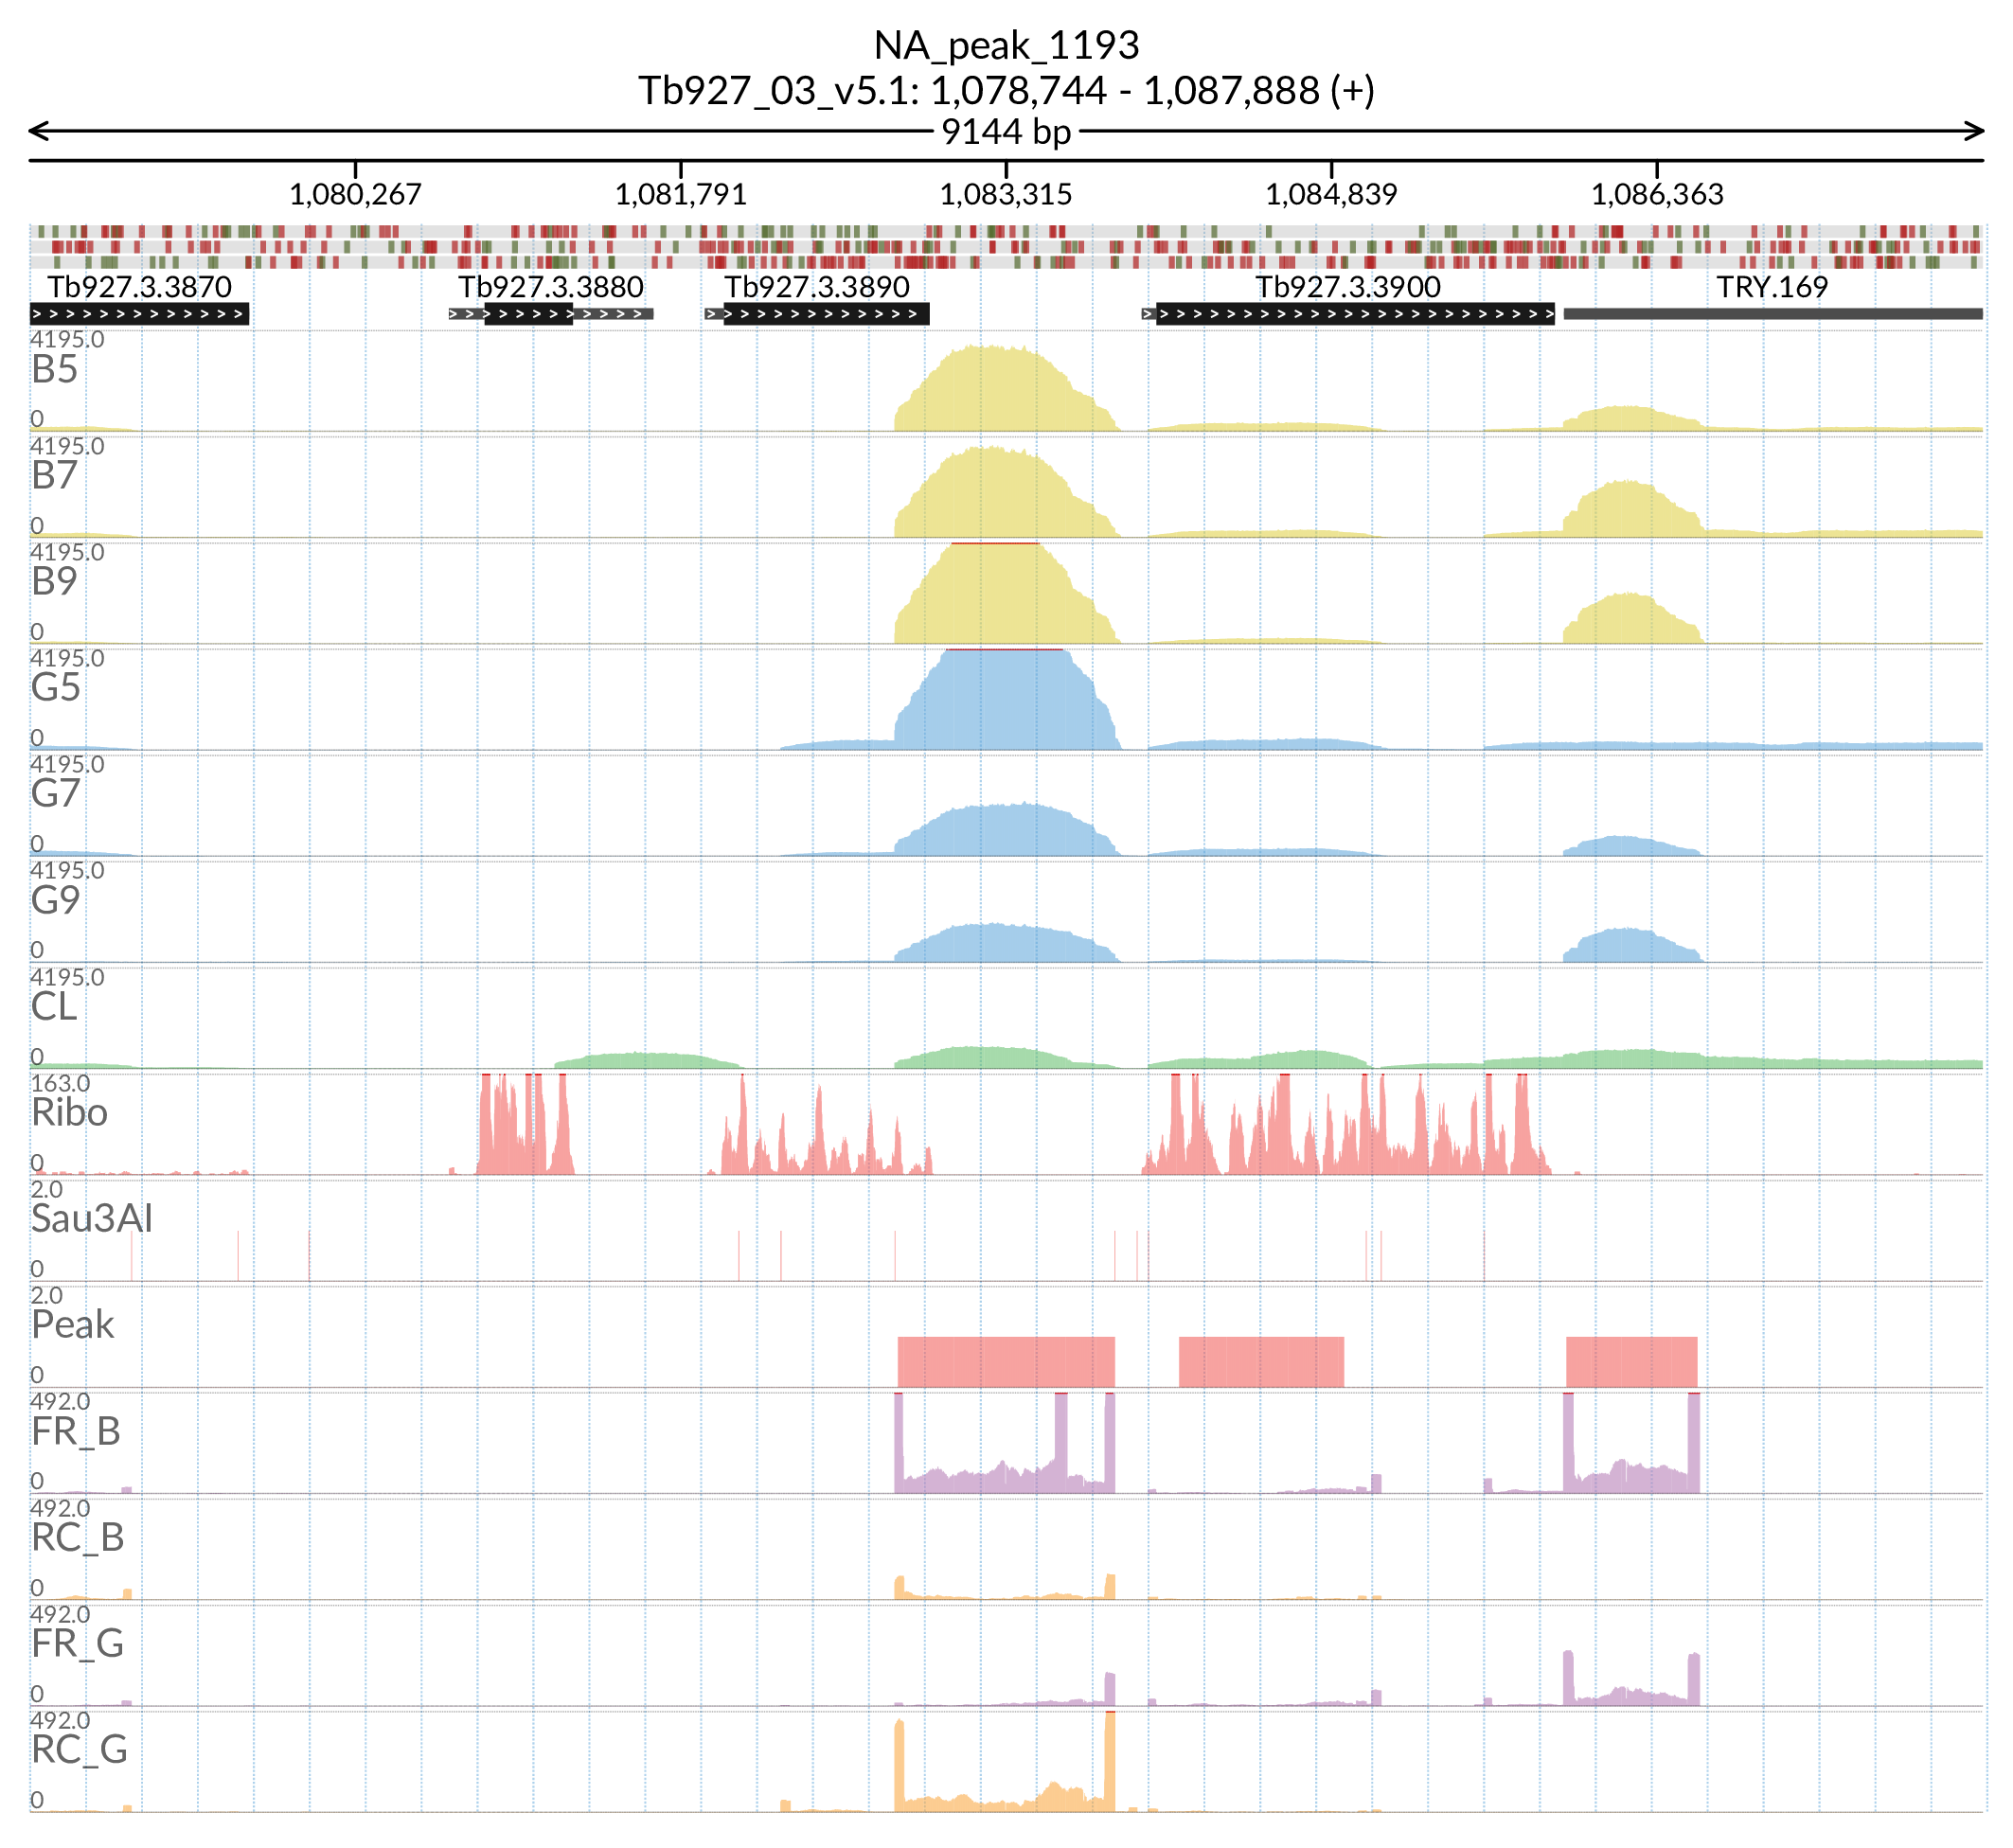 NA_peak_1193
Tb927_03_v5.1: 1,078,744 - 1,087,888 (+)
9144 bp
1,080,267 1,081,791 1,083,315 1,084,839 1,086,363
Tb927.3.3870 Tb927.3.3880 Tb927.3.3890 Tb927.3.3900 TRY.169
4195.0
B5
0
4195.0
B7
0
4195.0
B9
0
4195.0
G5
0
4195.0
G7
0
4195.0
G9
0
4195.0
CL
0
163.0
Ribo
0
2.0
Sau3AI
0
2.0
Peak
0
492.0
FR_B
0
492.0
RC_B
0
492.0
FR_G
0
492.0
RC_G
0